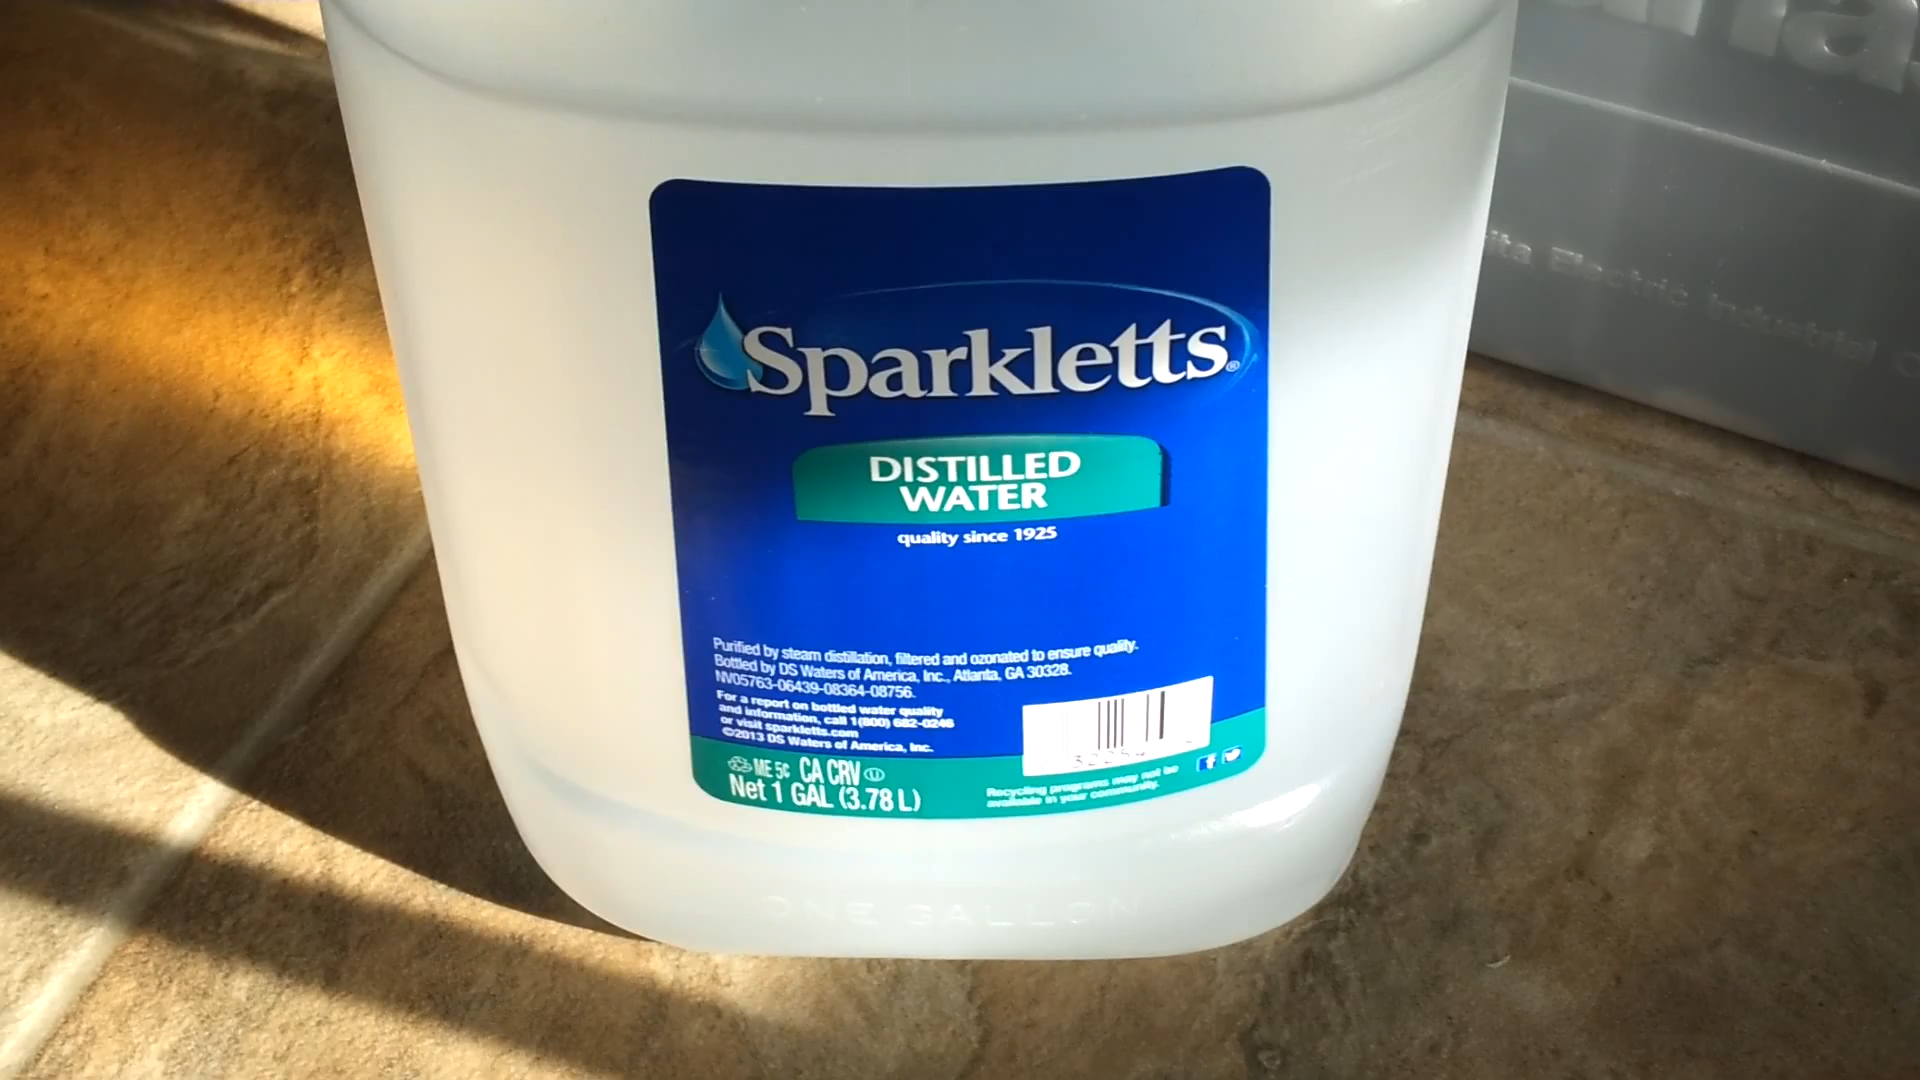 Sparkletts®
DISTILLED
WATER
quality since 1925
Purified by steam distillation, filtered and ozonated to ensure quality.
Bottled by DS Waters of America, Inc., Atlanta, GA 30328.
NV05763-06439-08364-08756.
For a report on bottled water quality
and information, call 1(800) 682-0246
or visit sparkletts.com
©2013 DS Waters of America, Inc.
ME 5¢ CA CRV U
Net 1 GAL (3.78 L)
Recycling programs may not be
available in your community.
ONE GALLON
Electric Industrial